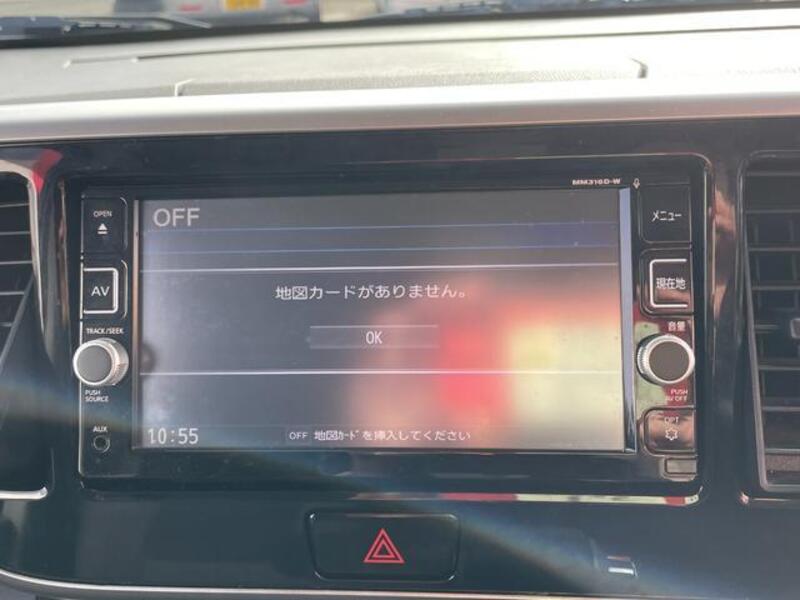 MM316D-W
OPEN
OFF
メニュー
AV
地図カードがありません。
現在地
OK
TRACK/SEEK
音量
PUSH
SOURCE
PUSH
AV OFF
AUX
10:55
OFF 地図ｶｰﾄﾞを挿入してください
OPT